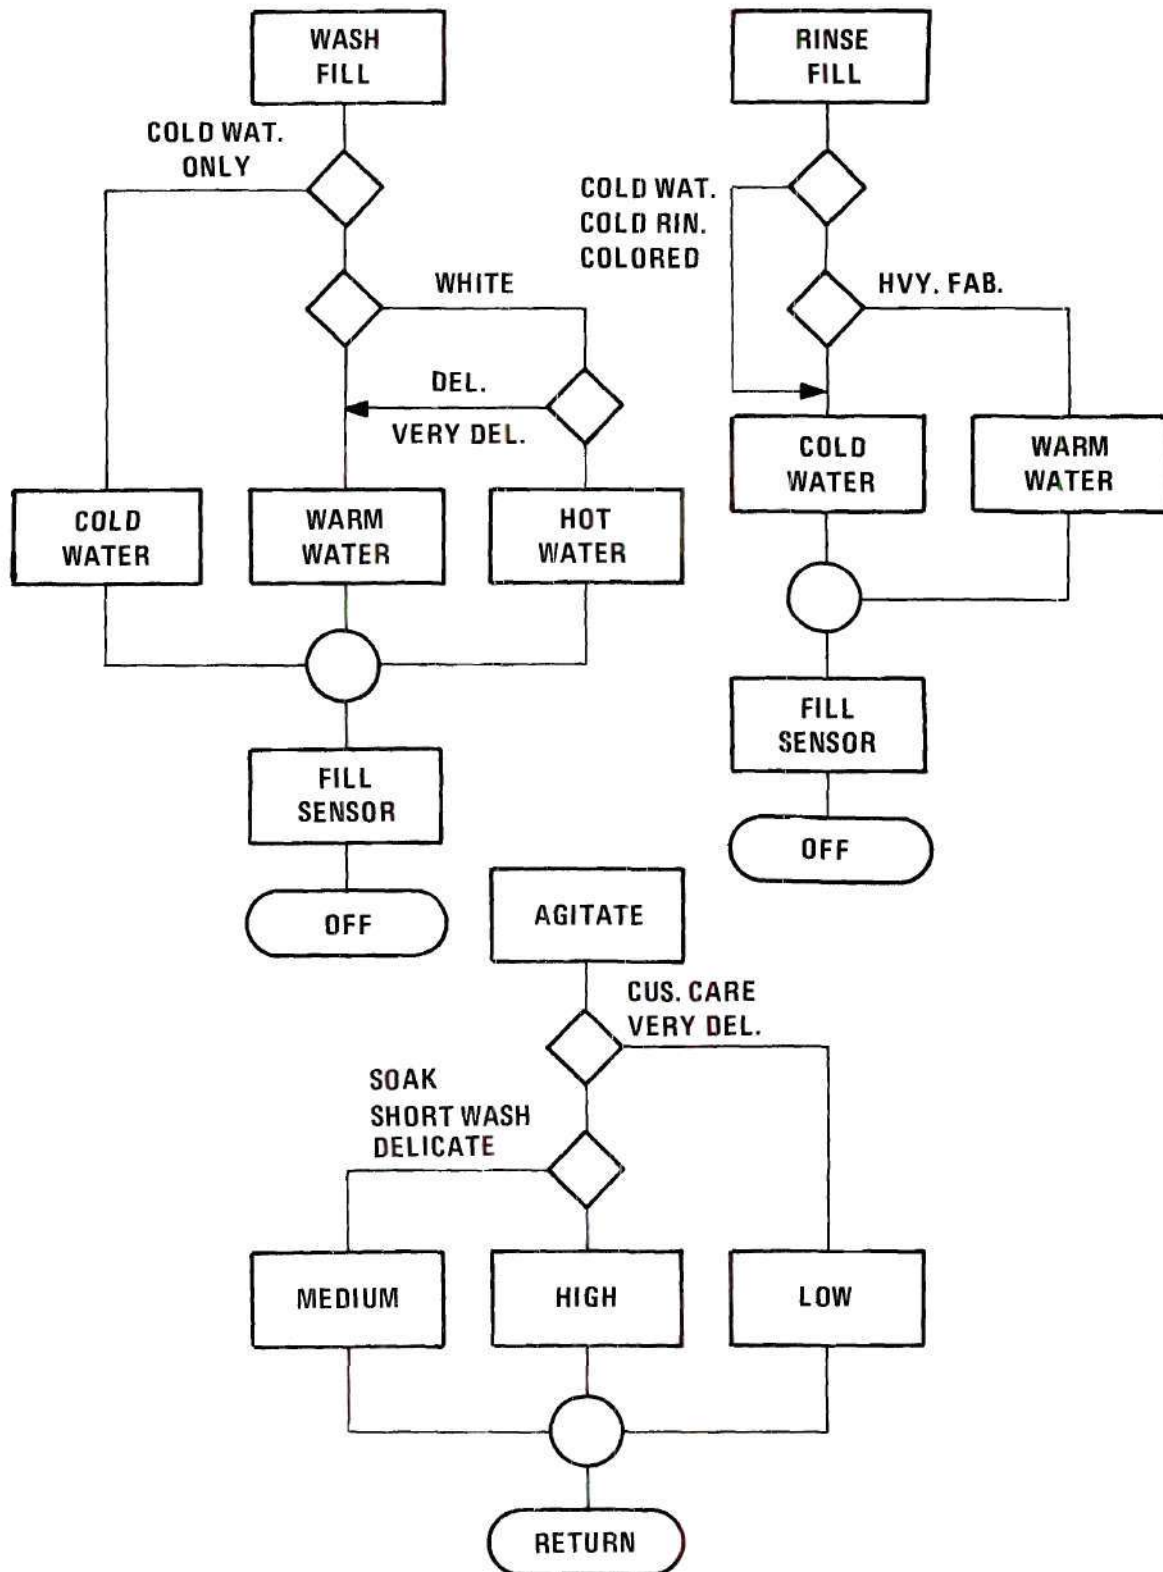 WASH
FILL
COLD WAT.
ONLY
WHITE
DEL.
VERY DEL.
COLD
WATER
WARM
WATER
HOT
WATER
FILL
SENSOR
OFF
RINSE
FILL
COLD WAT.
COLD RIN.
COLORED
HVY. FAB.
COLD
WATER
WARM
WATER
FILL
SENSOR
OFF
AGITATE
CUS. CARE
VERY DEL.
SOAK
SHORT WASH
DELICATE
MEDIUM
HIGH
LOW
RETURN